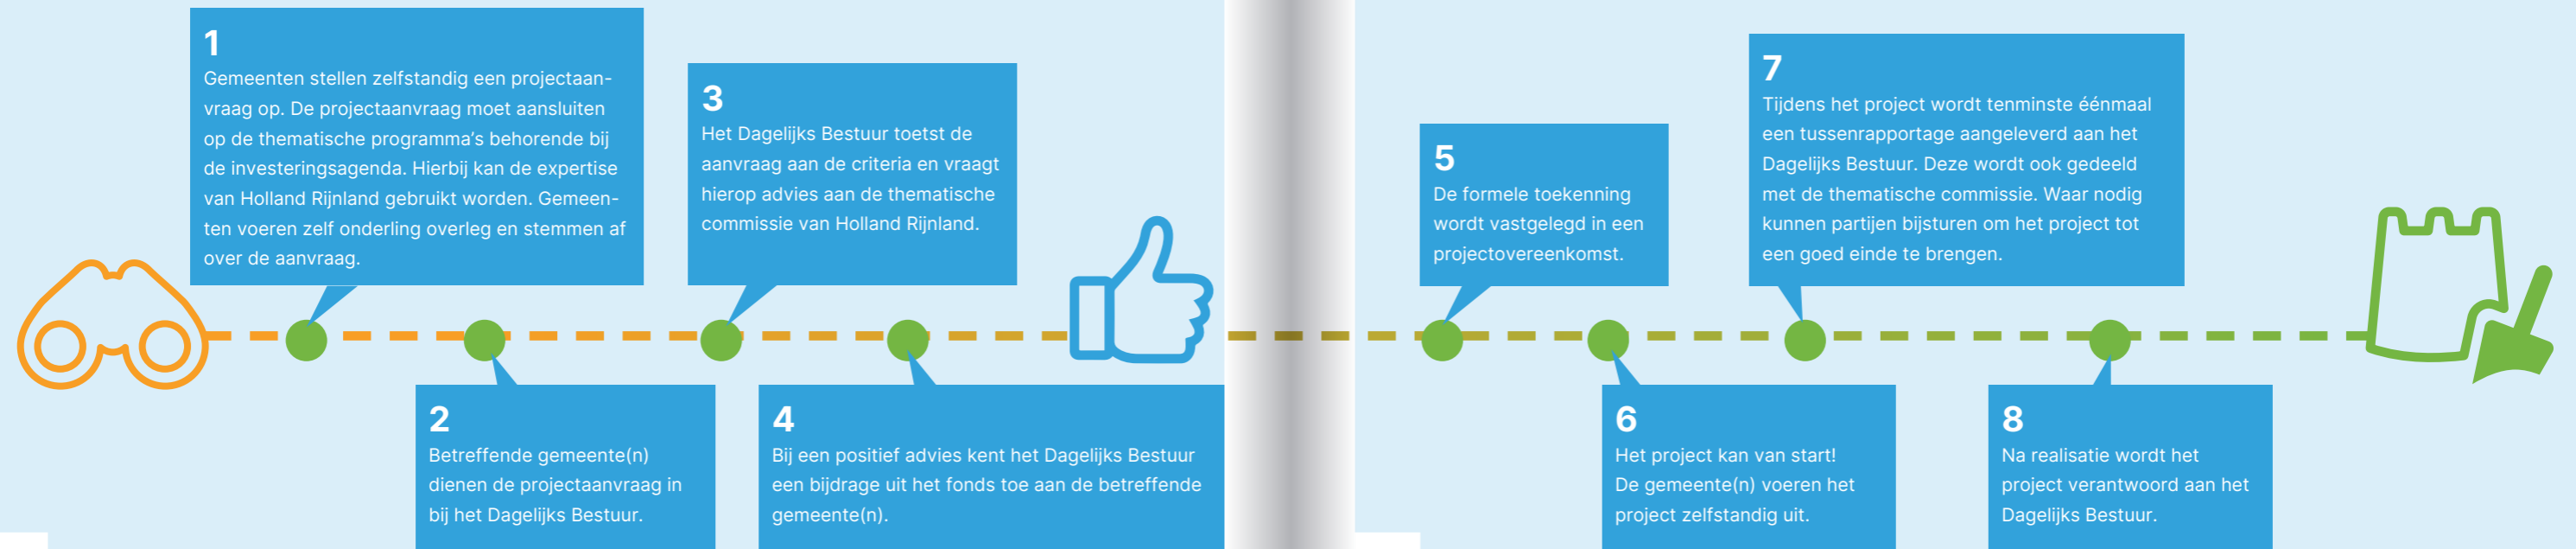 1
Gemeenten stellen zelfstandig een projectaan-
vraag op. De projectaanvraag moet aansluiten
op de thematische programma's behorende bij
de investeringsagenda. Hierbij kan de expertise
van Holland Rijnland gebruikt worden. Gemeen-
ten voeren zelf onderling overleg en stemmen af
over de aanvraag.
2
Betreffende gemeente(n)
dienen de projectaanvraag in
bij het Dagelijks Bestuur.
3
Het Dagelijks Bestuur toetst de
aanvraag aan de criteria en vraagt
hierop advies aan de thematische
commissie van Holland Rijnland.
4
Bij een positief advies kent het Dagelijks Bestuur
een bijdrage uit het fonds toe aan de betreffende
gemeente(n).
5
De formele toekenning
wordt vastgelegd in een
projectovereenkomst.
6
Het project kan van start!
De gemeente(n) voeren het
project zelfstandig uit.
7
Tijdens het project wordt tenminste éénmaal
een tussenrapportage aangeleverd aan het
Dagelijks Bestuur. Deze wordt ook gedeeld
met de thematische commissie. Waar nodig
kunnen partijen bijsturen om het project tot
een goed einde te brengen.
8
Na realisatie wordt het
project verantwoord aan het
Dagelijks Bestuur.